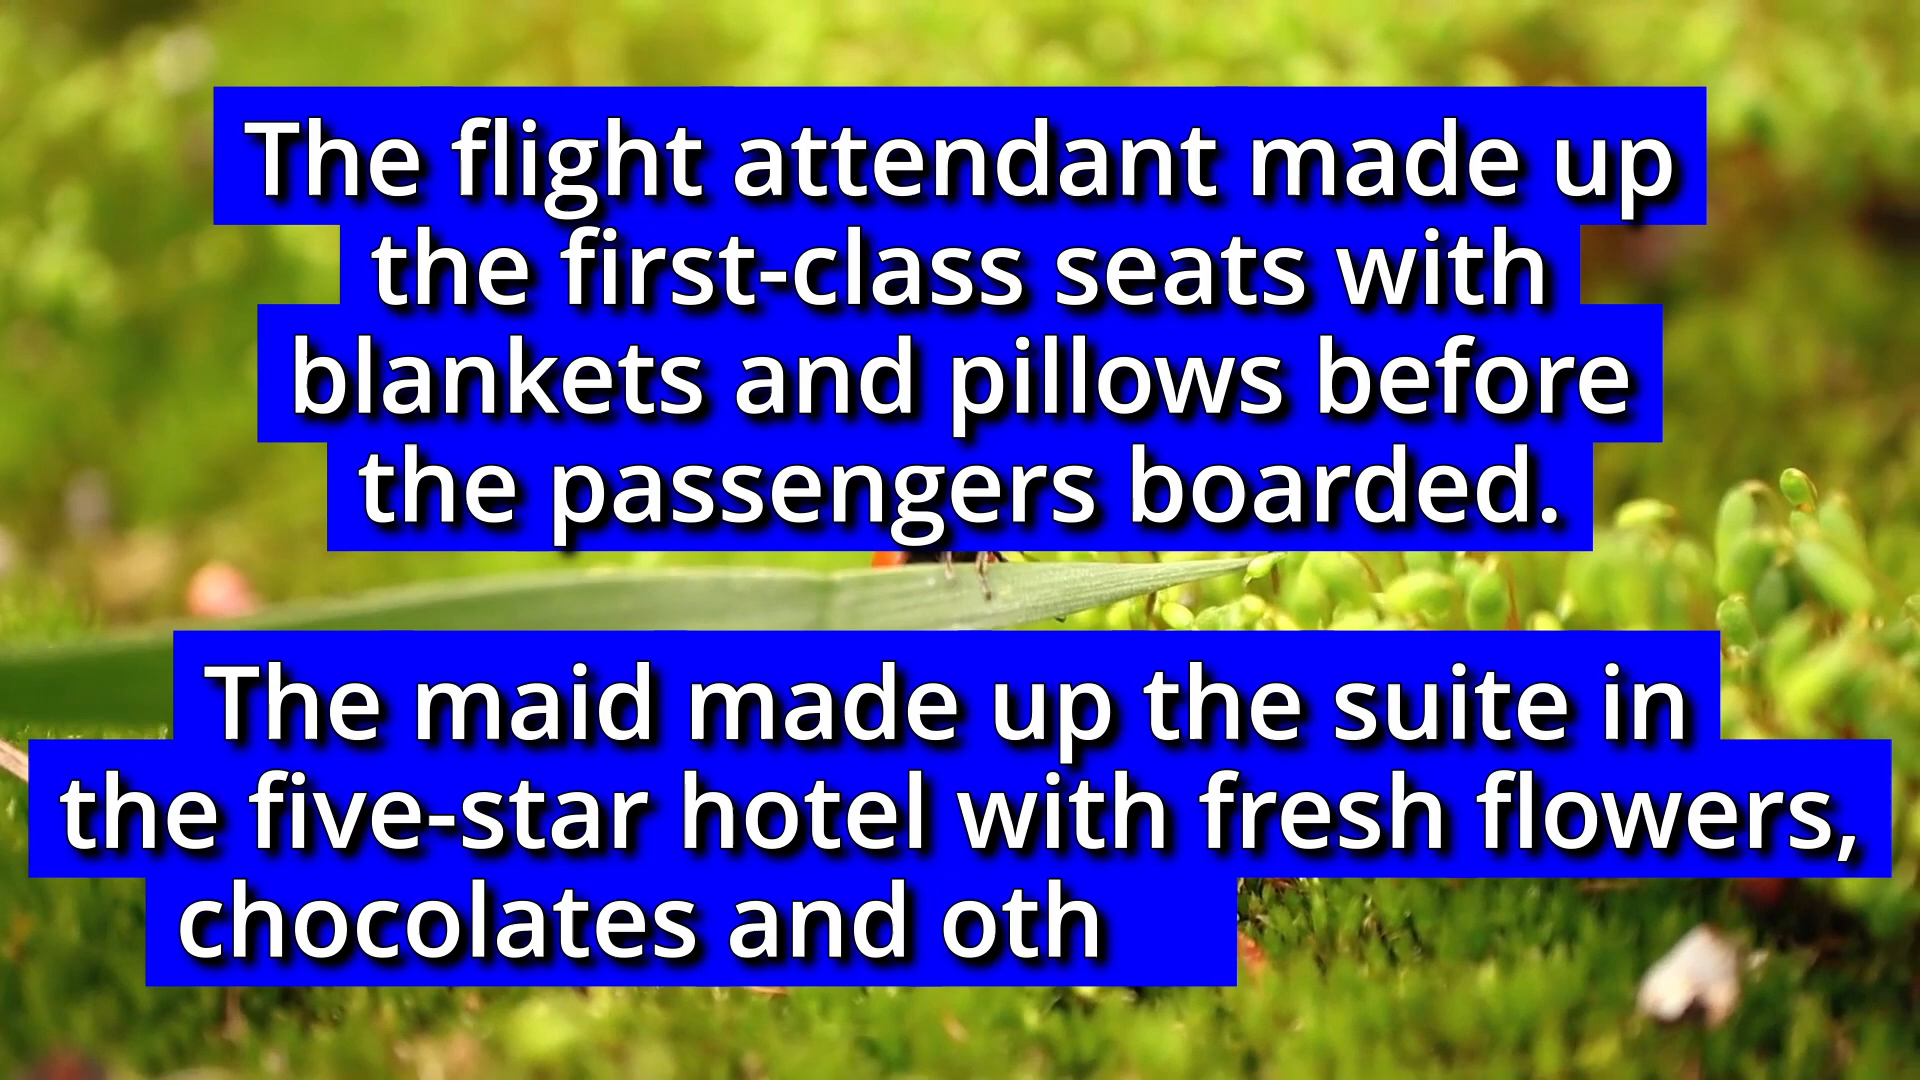 The flight attendant made up
the first-class seats with
blankets and pillows before
the passengers boarded.
The maid made up the suite in
the five-star hotel with fresh flowers,
chocolates and oth